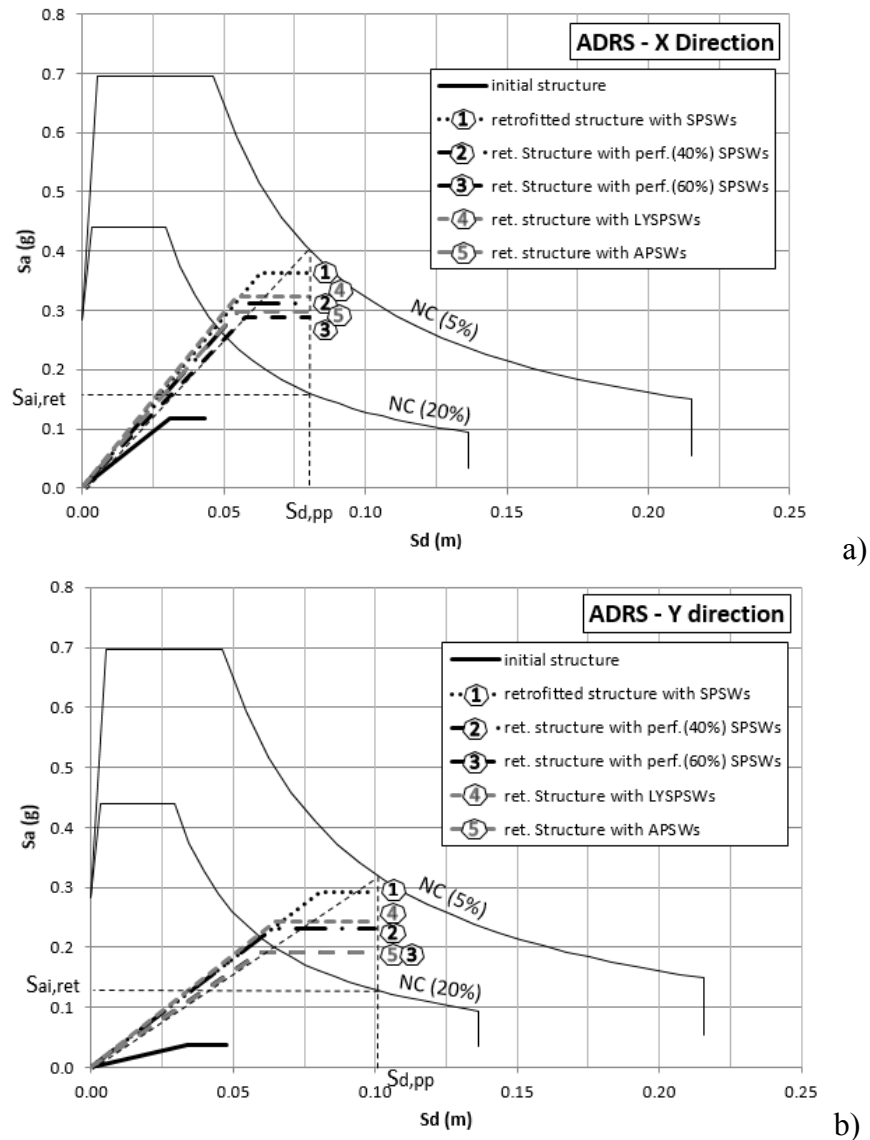 ADRS - X Direction
initial structure
1 retrofitted structure with SPSWs
2 ret. Structure with perf.(40%) SPSWs
3 ret. structure with perf.(60%) SPSWs
4 ret. structure with LYSPSWs
5 ret. structure with APSWs
0.8
0.7
0.6
0.5
0.4
0.3
0.2
0.1
0.0
Sa (g)
Sai,ret
1
4
2
5
3
NC (5%)
NC (20%)
0.00 0.05 0.10 0.15 0.20 0.25
Sd,pp
Sd (m)
a)
ADRS - Y direction
initial structure
1 retrofitted structure with SPSWs
2 ret. structure with perf.(40%) SPSWs
3 ret. structure with perf.(60%) SPSWs
4 ret. Structure with LYSPSWs
5 ret. Structure with APSWs
0.8
0.7
0.6
0.5
0.4
0.3
0.2
0.1
0.0
Sa (g)
Sai,ret
1
4
2
5 3
NC (5%)
NC (20%)
Sd,pp
0.00 0.05 0.10 0.15 0.20 0.25
Sd (m)
b)